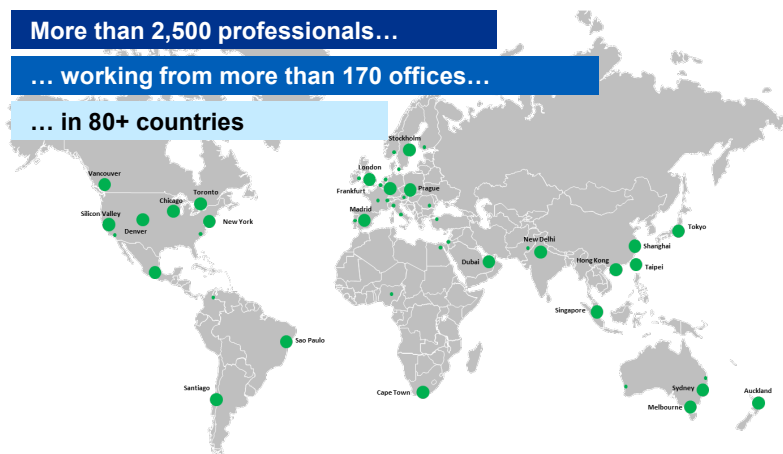 More than 2,500 professionals…
… working from more than 170 offices…
… in 80+ countries
Stockholm
London
Vancouver
Frankfurt
Prague
Toronto
Chicago
Madrid
Silicon Valley
New York
Denver
Tokyo
New Delhi
Shanghai
Dubai
Hong Kong
Taipei
Singapore
Sao Paulo
Santiago
Cape Town
Sydney
Auckland
Melbourne